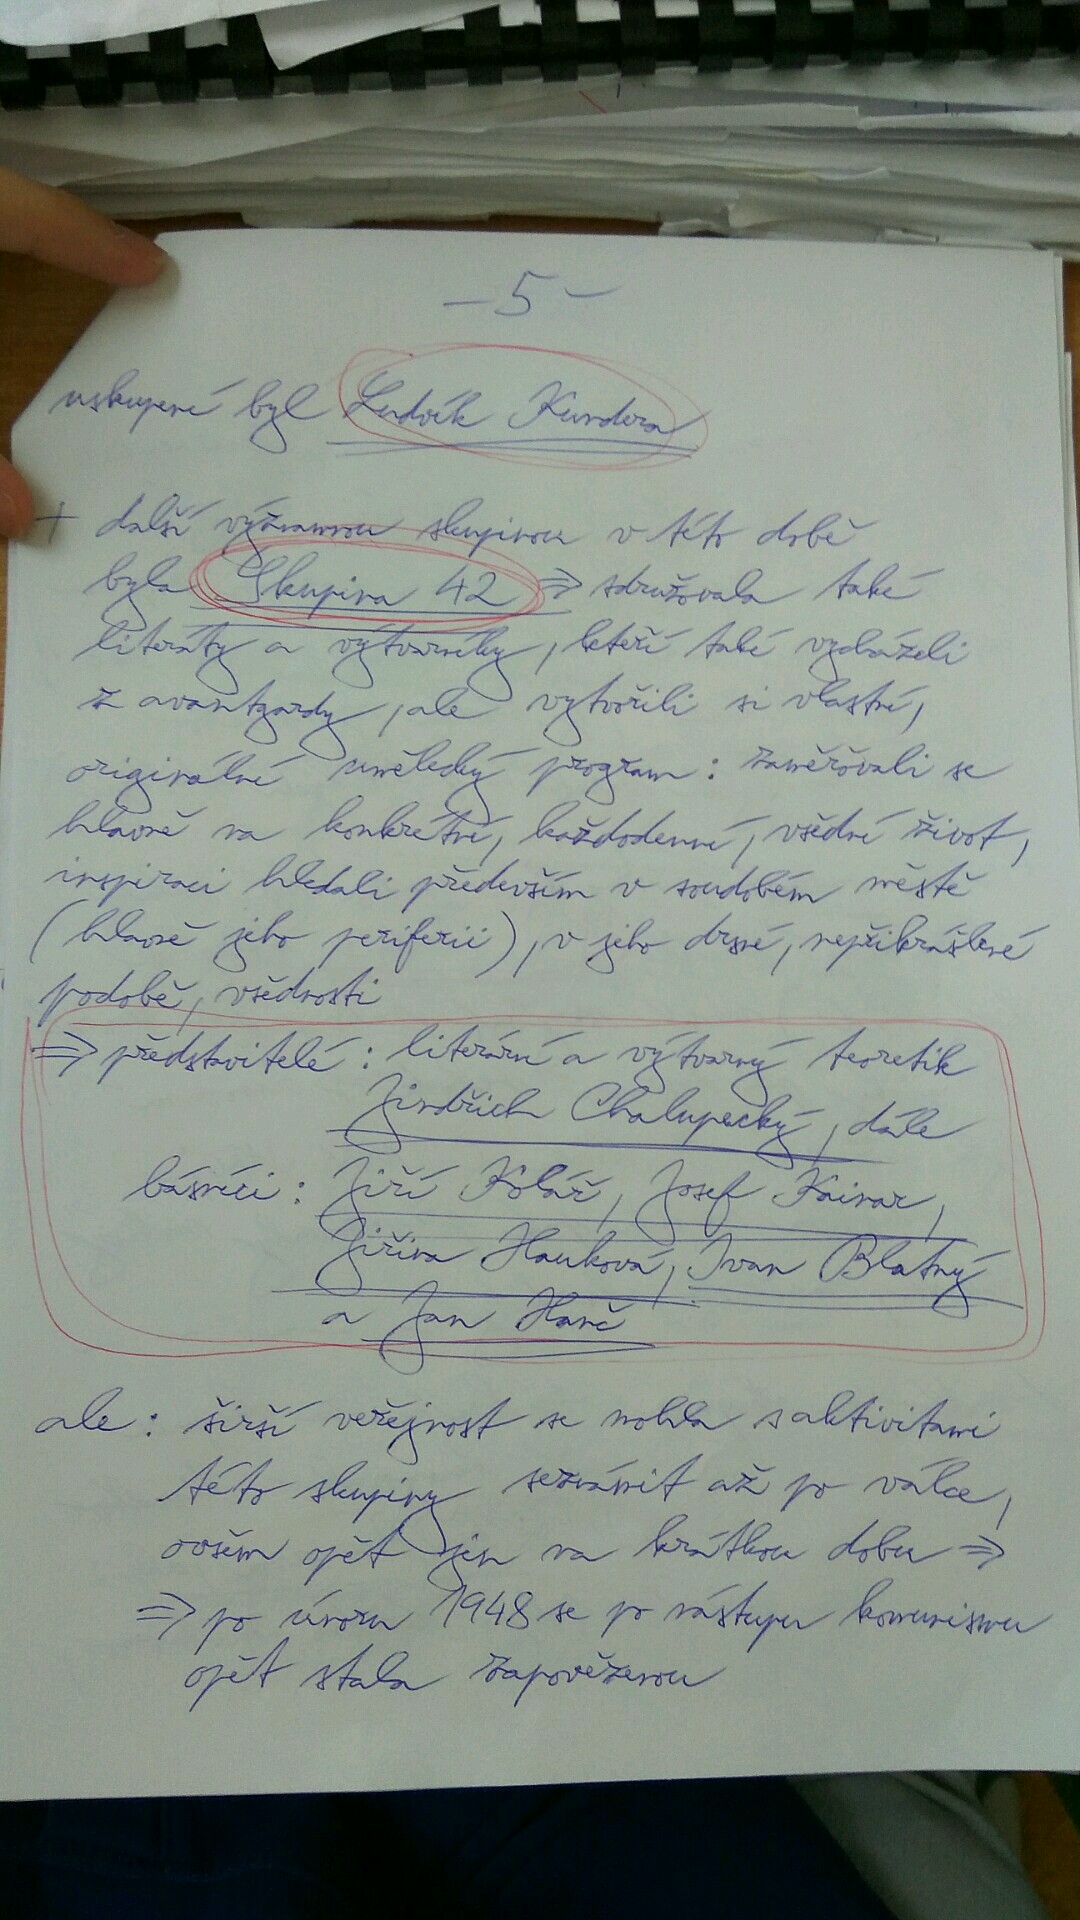 -5-
uskupení byl Ludvík Kundera
+ další významnou skupinou v této době
byla Skupina 42 ⇒ sdružovala také
literáty a výtvarníky, kteří také vycházeli
z avantgardy, ale vytvořili si vlastní,
originální umělecký program: zaměřovali se
hlavně na konkrétní, každodenní, všední život,
inspiraci hledali především v soudobém městě
(hlavně jeho periferii), v jeho drsné, nepřikrášlené
podobě, všednosti
⇒ představitelé: literární a výtvarný teoretik
Jindřich Chalupecký, dále
básníci: Jiří Kolář, Josef Kainar,
Jiřina Hauková, Ivan Blatný
a Jan Hanč
ale: širší veřejnost se mohla s aktivitami
této skupiny seznámit až po válce,
ovšem opět jen na krátkou dobu ⇒
⇒ po únoru 1948 se po nástupu komunismu
opět stala zapovězenou